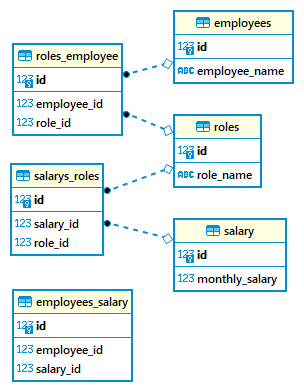 employees
123 id
ABC employee_name
roles_employee
123 id
123 employee_id
123 role_id
roles
123 id
ABC role_name
salarys_roles
123 id
123 salary_id
123 role_id
salary
123 id
123 monthly_salary
employees_salary
123 id
123 employee_id
123 salary_id